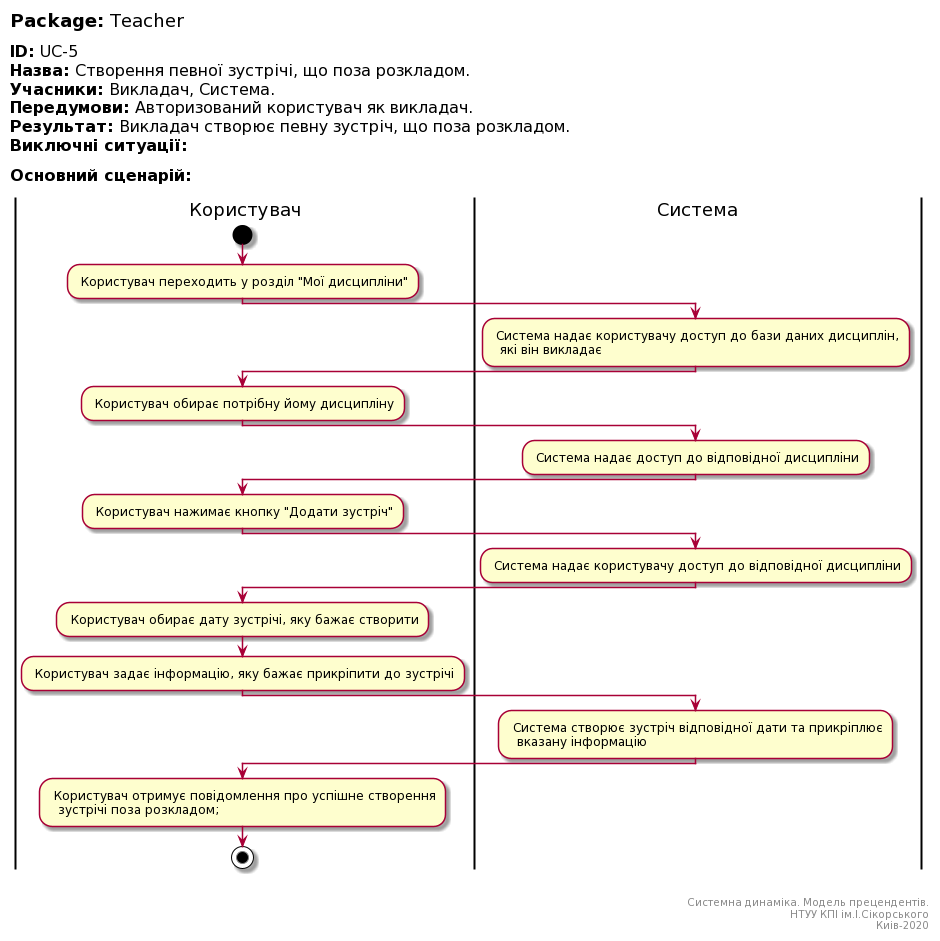 Package: Teacher
ID: UC-5
Назва: Створення певної зустрічі, що поза розкладом.
Учасники: Викладач, Система.
Передумови: Авторизований користувач як викладач.
Результат: Викладач створює певну зустріч, що поза розкладом.
Виключні ситуації:
Основний сценарій:
Користувач
Система
Користувач переходить у розділ "Мої дисципліни"
Система надає користувачу доступ до бази даних дисциплін,
які він викладає
Користувач обирає потрібну йому дисципліну
Система надає доступ до відповідної дисципліни
Користувач нажимає кнопку "Додати зустріч"
Система надає користувачу доступ до відповідної дисципліни
Користувач обирає дату зустрічі, яку бажає створити
Користувач задає інформацію, яку бажає прикріпити до зустрічі
Система створює зустріч відповідної дати та прикріплює
вказану інформацію
Користувач отримує повідомлення про успішне створення
зустрічі поза розкладом;
Системна динаміка. Модель прецендентів.
НТУУ КПІ ім.І.Сікорського
Киів-2020